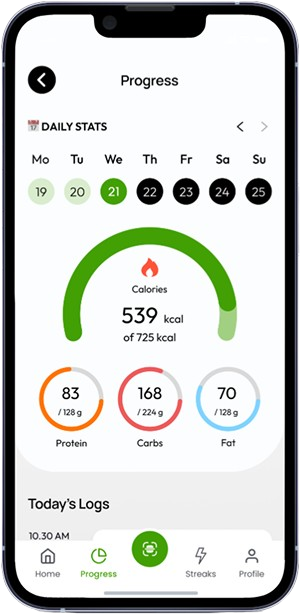 Progress
DAILY STATS
Mo Tu We Th Fr Sa Su
19 20 21 22 23 24 25
Calories
539 kcal
of 725 kcal
83 168 70
/ 128 g / 224 g / 128 g
Protein Carbs Fat
Today's Logs
10.30 AM
Home Progress Streaks Profile